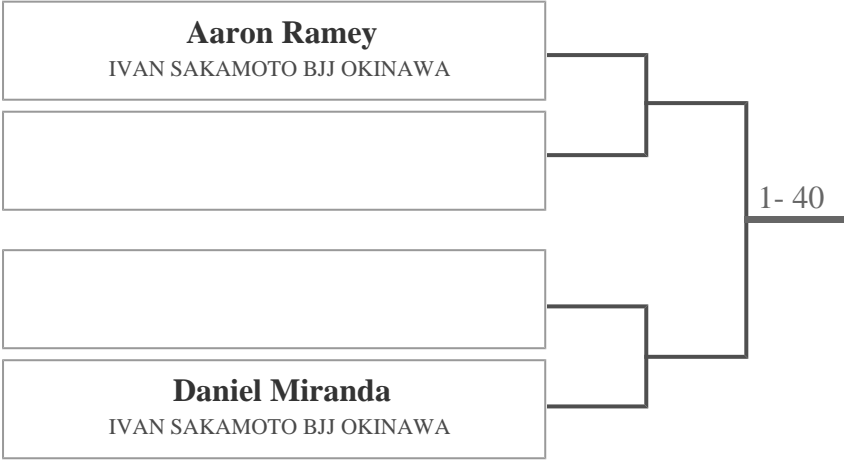 Aaron Ramey
IVAN SAKAMOTO BJJ OKINAWA
1- 40
Daniel Miranda
IVAN SAKAMOTO BJJ OKINAWA